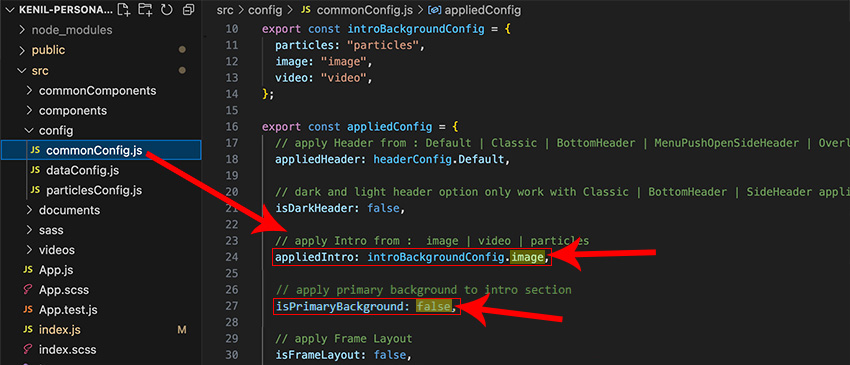 KENIL-PERSONA...
node_modules
public
src
commonComponents
components
config
JS commonConfig.js
JS dataConfig.js
JS particlesConfig.js
documents
sass
videos
JS App.js
App.scss
JS App.test.js
JS index.js M
index.scss
src > config > JS commonConfig.js > appliedConfig
10 export const introBackgroundConfig = {
11 particles: "particles",
12 image: "image",
13 video: "video",
14 };
15
16 export const appliedConfig = {
17 // apply Header from : Default | Classic | BottomHeader | MenuPushOpenSideHeader | Overl
18 appliedHeader: headerConfig.Default,
19
20 // dark and light header option only work with Classic | BottomHeader | SideHeader appli
21 isDarkHeader: false,
22
23 // apply Intro from :  image | video | particles
24 appliedIntro: introBackgroundConfig.image,
25
26 // apply primary background to intro section
27 isPrimaryBackground: false,
28
29 // apply Frame Layout
30 isFrameLayout: false,